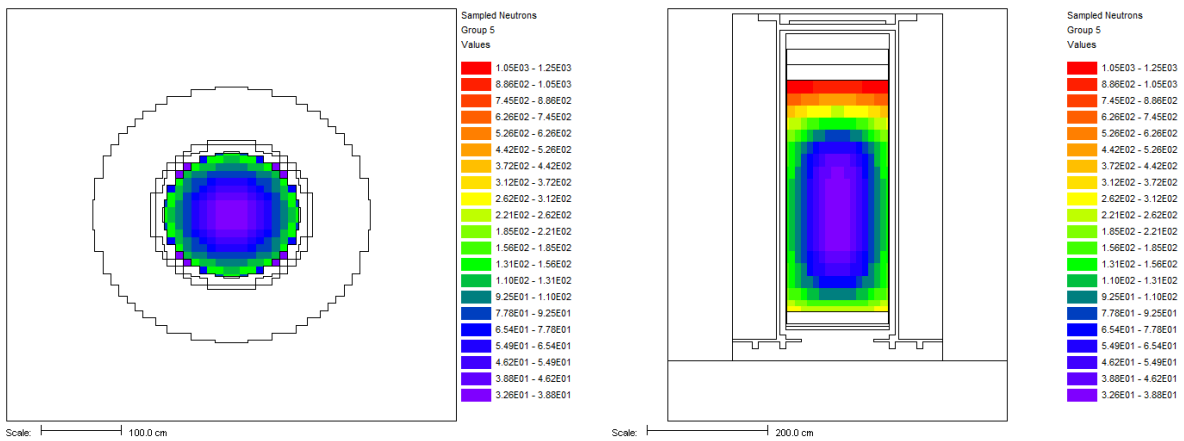 Sampled Neutrons
Group 5
Values
1.05E03 - 1.25E03
8.86E02 - 1.05E03
7.45E02 - 8.86E02
6.26E02 - 7.45E02
5.26E02 - 6.26E02
4.42E02 - 5.26E02
3.72E02 - 4.42E02
3.12E02 - 3.72E02
2.62E02 - 3.12E02
2.21E02 - 2.62E02
1.85E02 - 2.21E02
1.56E02 - 1.85E02
1.31E02 - 1.56E02
1.10E02 - 1.31E02
9.25E01 - 1.10E02
7.78E01 - 9.25E01
6.54E01 - 7.78E01
5.49E01 - 6.54E01
4.62E01 - 5.49E01
3.88E01 - 4.62E01
3.26E01 - 3.88E01
Scale: 100.0 cm
Sampled Neutrons
Group 5
Values
1.05E03 - 1.25E03
8.86E02 - 1.05E03
7.45E02 - 8.86E02
6.26E02 - 7.45E02
5.26E02 - 6.26E02
4.42E02 - 5.26E02
3.72E02 - 4.42E02
3.12E02 - 3.72E02
2.62E02 - 3.12E02
2.21E02 - 2.62E02
1.85E02 - 2.21E02
1.56E02 - 1.85E02
1.31E02 - 1.56E02
1.10E02 - 1.31E02
9.25E01 - 1.10E02
7.78E01 - 9.25E01
6.54E01 - 7.78E01
5.49E01 - 6.54E01
4.62E01 - 5.49E01
3.88E01 - 4.62E01
3.26E01 - 3.88E01
Scale: 200.0 cm